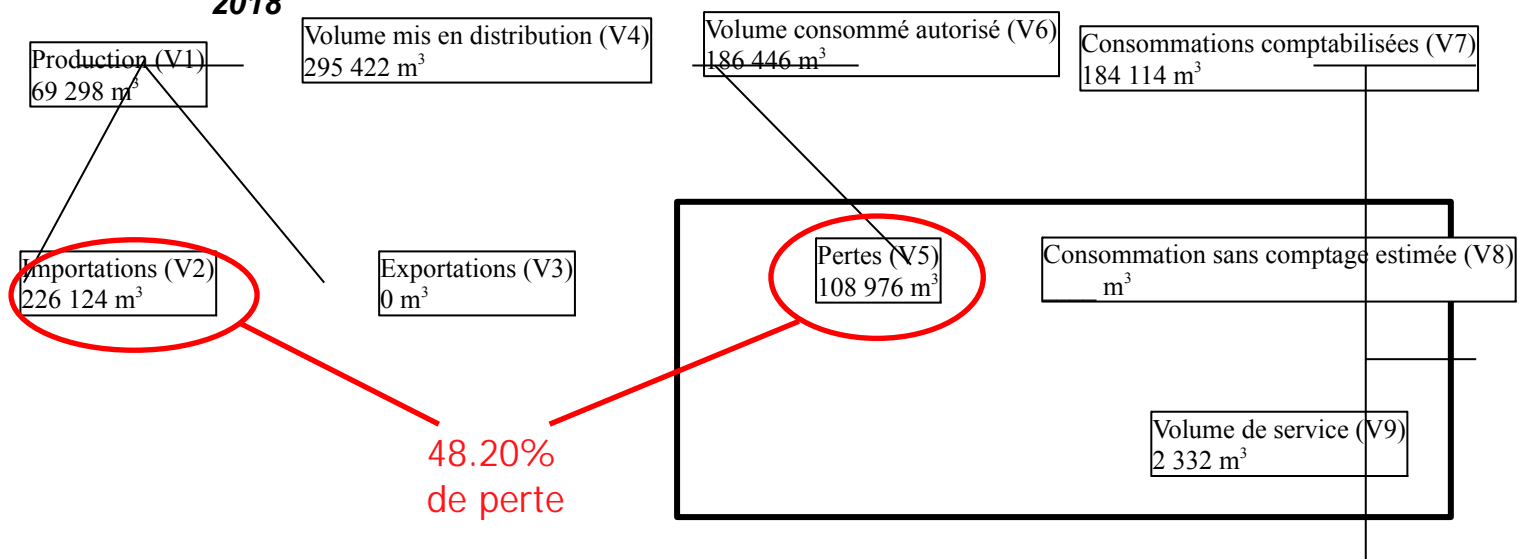 2018
Production (V1)
69 298 m³
Volume mis en distribution (V4)
295 422 m³
Volume consommé autorisé (V6)
186 446 m³
Consommations comptabilisées (V7)
184 114 m³
Importations (V2)
226 124 m³
Exportations (V3)
0 m³
Pertes (V5)
108 976 m³
Consommation sans comptage estimée (V8)
_____ m³
Volume de service (V9)
2 332 m³
48.20%
de perte